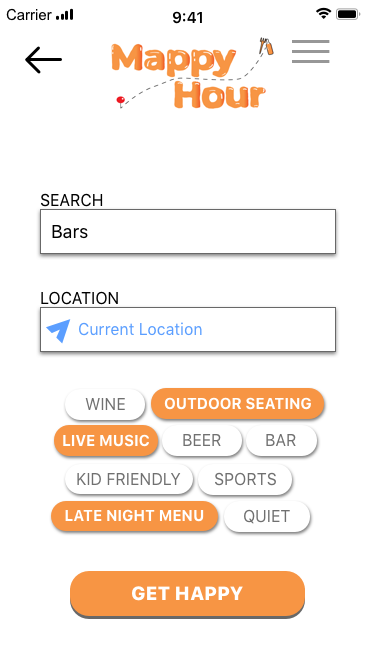 Carrier 9:41
Mappy
Hour
SEARCH
Bars
LOCATION
Current Location
WINE OUTDOOR SEATING
LIVE MUSIC BEER BAR
KID FRIENDLY SPORTS
LATE NIGHT MENU QUIET
GET HAPPY